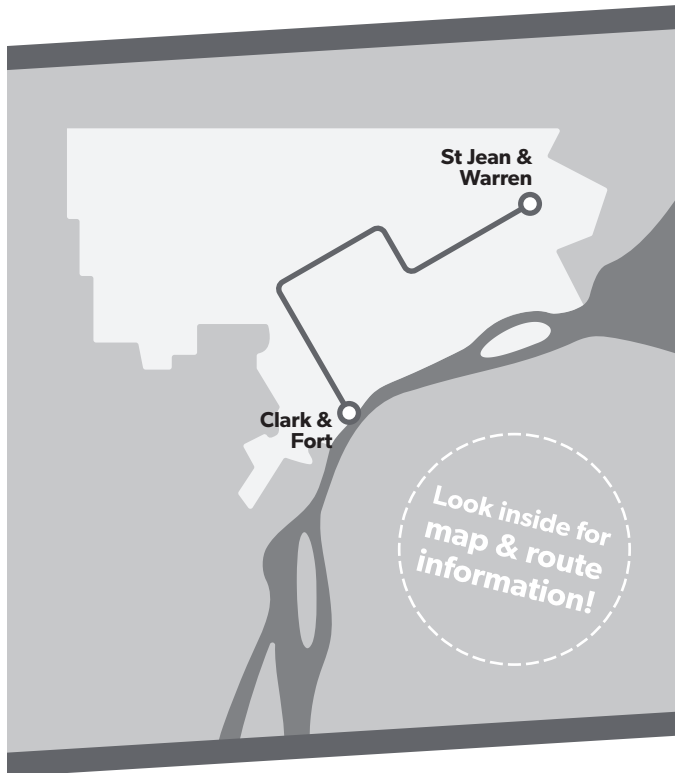 St Jean &
Warren
Clark &
Fort
Look inside for
map & route
information!